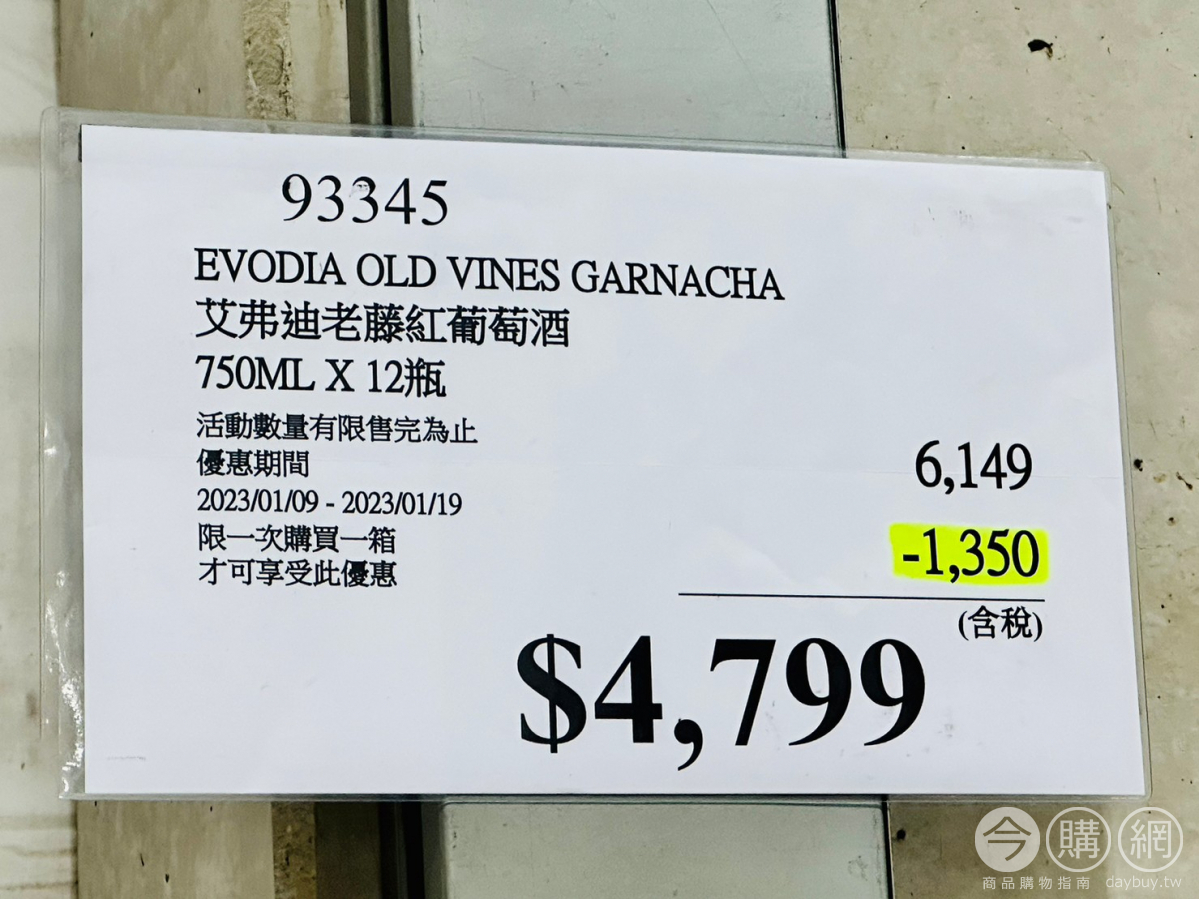 93345
EVODIA OLD VINES GARNACHA
艾弗迪老藤紅葡萄酒
750ML X 12瓶
活動數量有限售完為止
優惠期間
2023/01/09 - 2023/01/19
限一次購買一箱
才可享受此優惠
6,149
-1,350
(含稅)
$4,799
今購網
商品購物指南 daybuy.tw